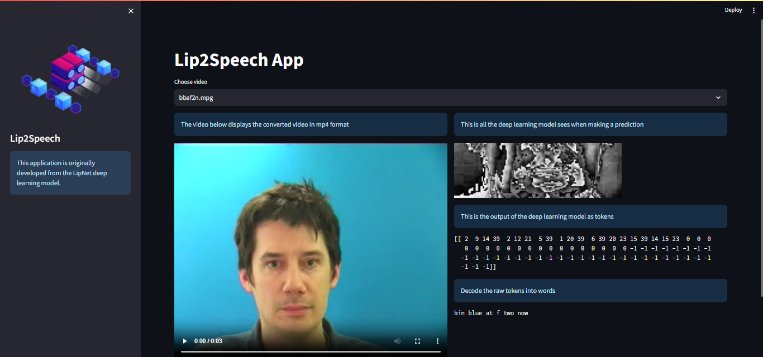 Deploy
Lip2Speech App
Choose video
bbaf2n.mpg
Lip2Speech
This application is originally
developed from the LipNet deep
learning model.
The video below displays the converted video in mp4 format
0:00 / 0:03
This is all the deep learning model sees when making a prediction
This is the output of the deep learning model as tokens
[[ 2 9 14 39 2 12 21 5 39 1 20 39 6 39 20 23 15 39 14 15 23 0 0 0
0 0 0 0 0 0 0 0 0 0 0 0 0 0 0 0 -1 -1 -1 -1 -1 -1 -1 -1
-1 -1 -1 -1 -1 -1 -1 -1 -1 -1 -1 -1 -1 -1 -1 -1 -1 -1 -1 -1 -1 -1 -1 -1
-1 -1 -1]]
Decode the raw tokens into words
bin blue at f two now